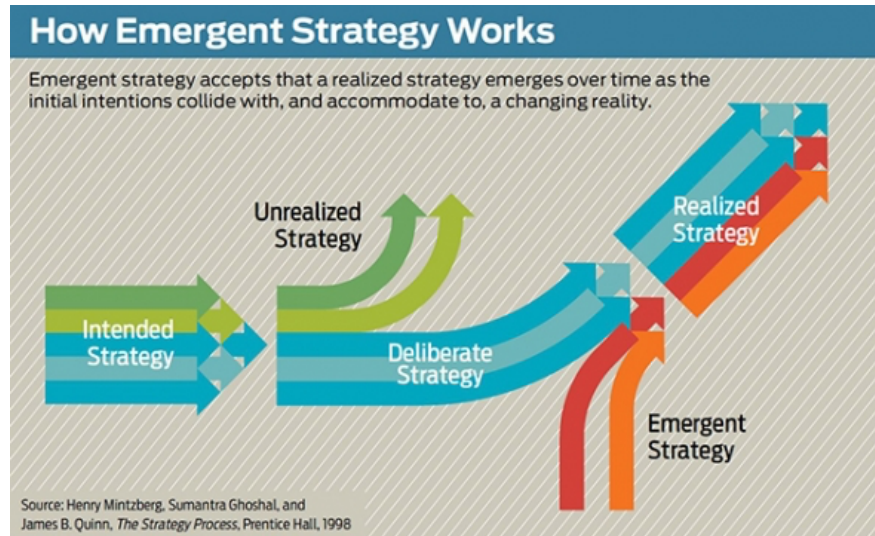 How Emergent Strategy Works
Emergent strategy accepts that a realized strategy emerges over time as the
initial intentions collide with, and accommodate to, a changing reality.
Unrealized
Strategy
Realized
Strategy
Intended
Strategy
Deliberate
Strategy
Emergent
Strategy
Source: Henry Mintzberg, Sumantra Ghoshal, and
James B. Quinn, The Strategy Process, Prentice Hall, 1998